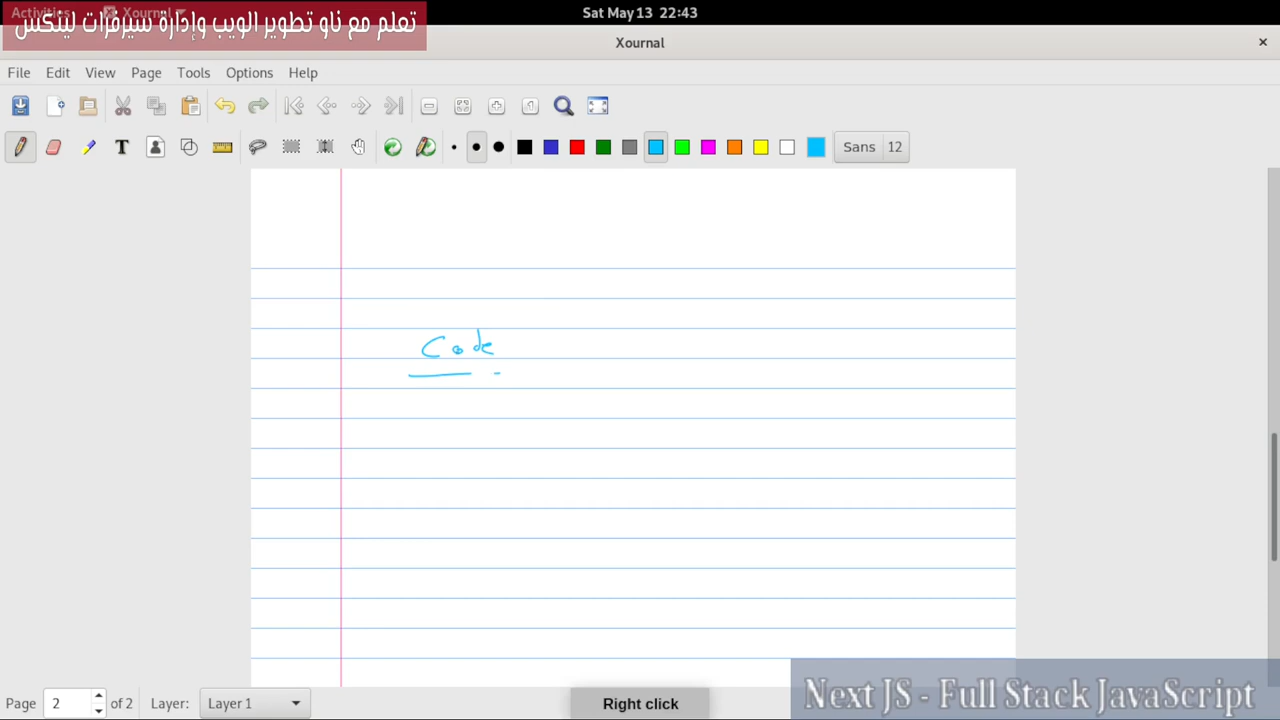 Activities
Xournal
Sat May 13 22:43
تعلم مع ناو تطوير الويب وإدارة سيرفرات لينكس
Xournal
File Edit View Page Tools Options Help
Sans 12
Code
Page 2 of 2 Layer: Layer 1
Right click
Next JS - Full Stack JavaScript